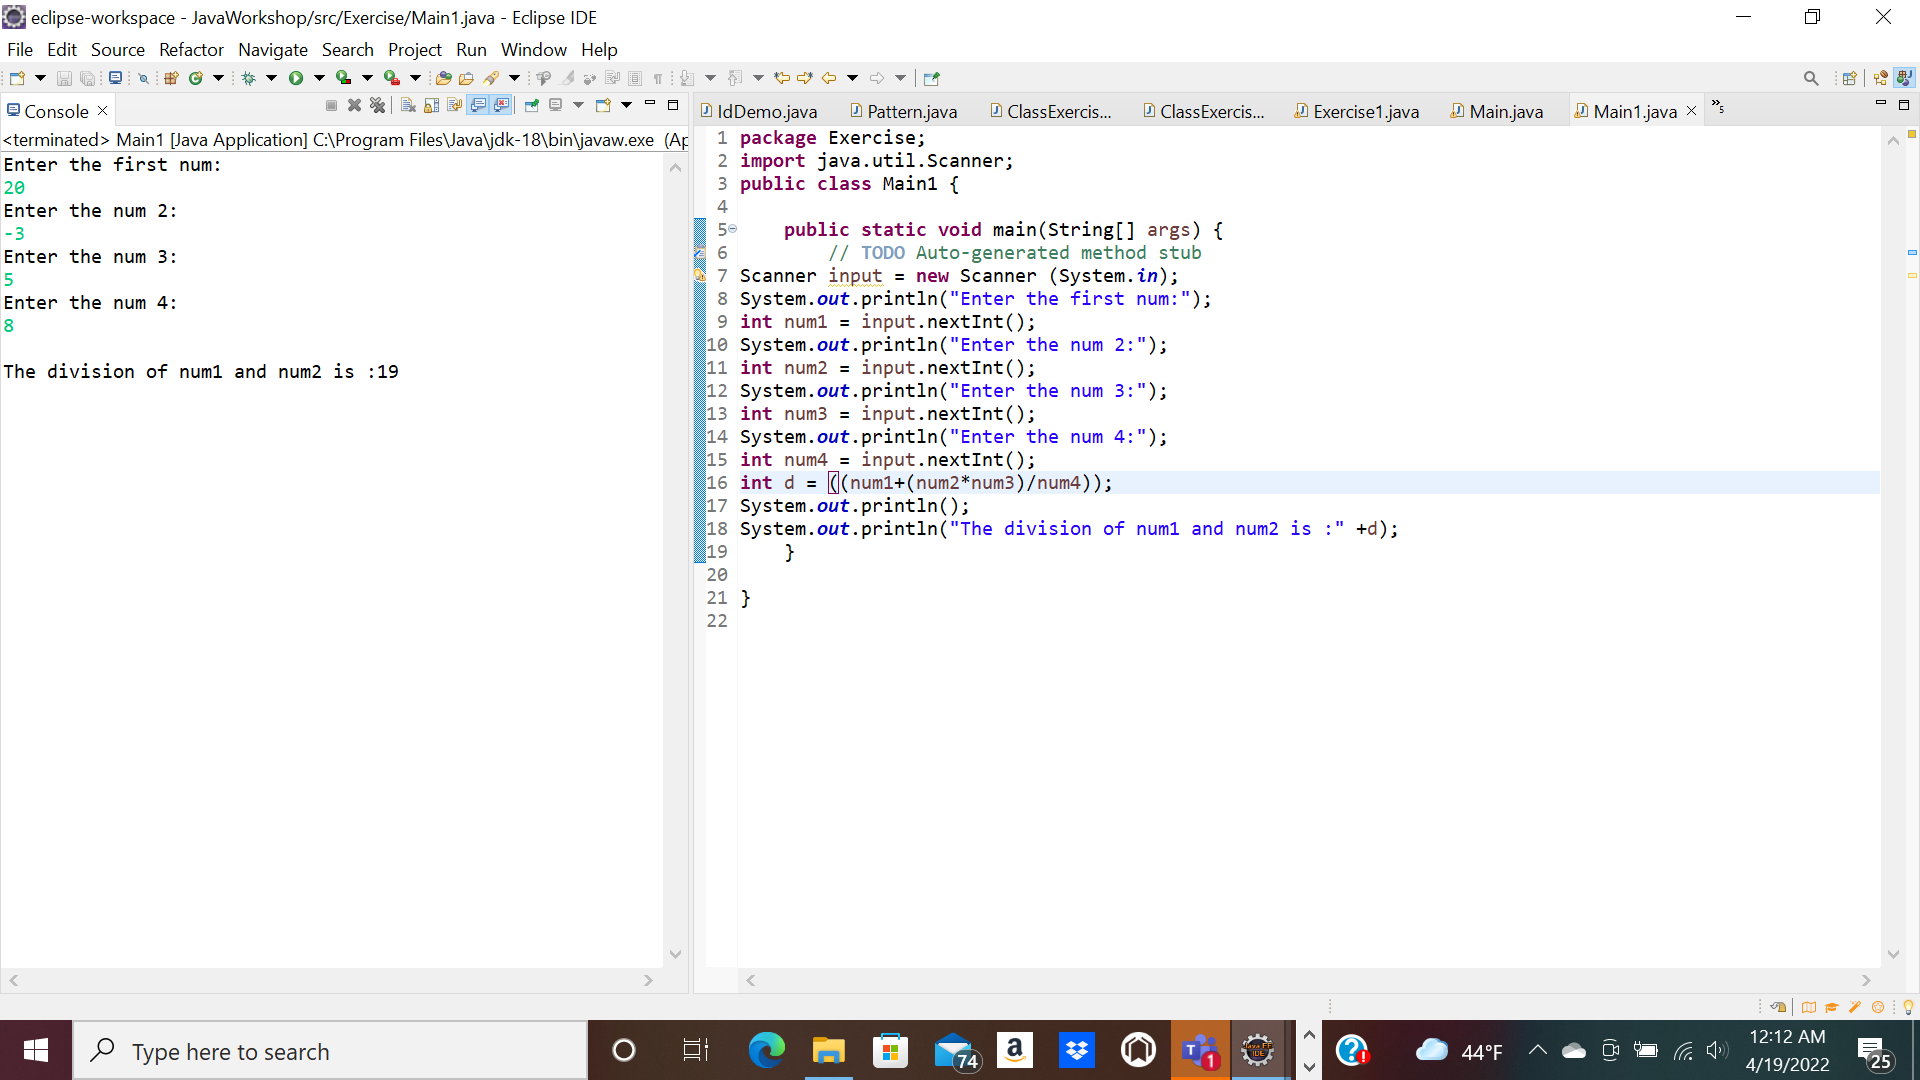 eclipse-workspace - JavaWorkshop/src/Exercise/Main1.java - Eclipse IDE
File Edit Source Refactor Navigate Search Project Run Window Help
Console
<terminated> Main1 [Java Application] C:\Program Files\Java\jdk-18\bin\javaw.exe (Ap
Enter the first num:
20
Enter the num 2:
-3
Enter the num 3:
5
Enter the num 4:
8
The division of num1 and num2 is :19
IdDemo.java Pattern.java ClassExercis... ClassExercis... Exercise1.java Main.java Main1.java »5
1 package Exercise;
2 import java.util.Scanner;
3 public class Main1 {
4
5 public static void main(String[] args) {
6 // TODO Auto-generated method stub
7 Scanner input = new Scanner (System.in);
8 System.out.println("Enter the first num:");
9 int num1 = input.nextInt();
10 System.out.println("Enter the num 2:");
11 int num2 = input.nextInt();
12 System.out.println("Enter the num 3:");
13 int num3 = input.nextInt();
14 System.out.println("Enter the num 4:");
15 int num4 = input.nextInt();
16 int d = ((num1+(num2*num3)/num4));
17 System.out.println();
18 System.out.println("The division of num1 and num2 is :" +d);
19 }
20
21 }
22
Type here to search
74
a
T
1
Java EE
IDE
44°F
12:12 AM
4/19/2022
25